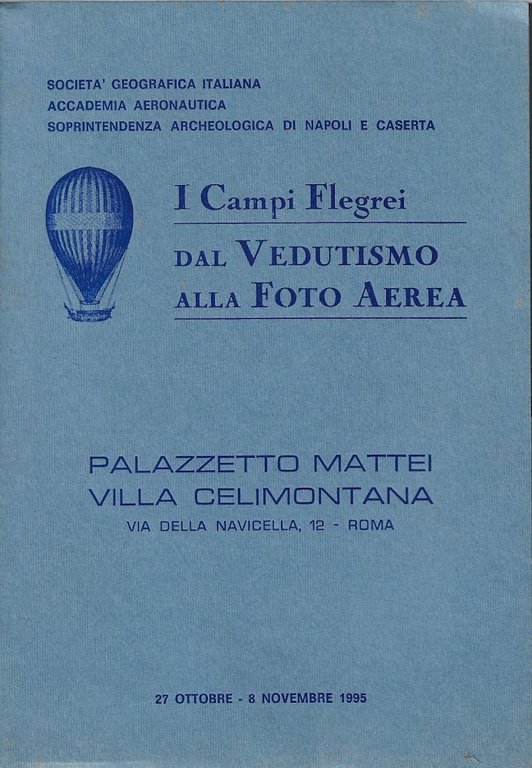 SOCIETA' GEOGRAFICA ITALIANA
ACCADEMIA AERONAUTICA
SOPRINTENDENZA ARCHEOLOGICA DI NAPOLI E CASERTA
I Campi Flegrei
DAL VEDUTISMO
ALLA FOTO AEREA
PALAZZETTO MATTEI
VILLA CELIMONTANA
VIA DELLA NAVICELLA, 12 - ROMA
27 OTTOBRE - 8 NOVEMBRE 1995